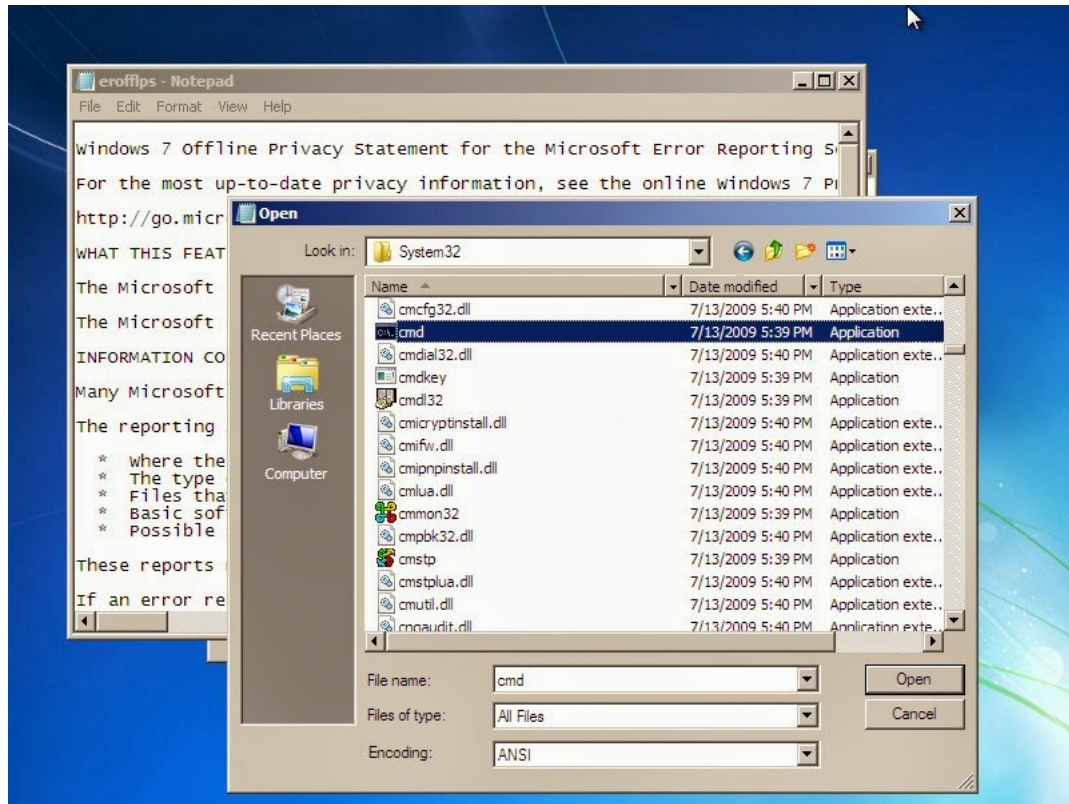 erofflps - Notepad
File Edit Format View Help
Windows 7 Offline Privacy Statement for the Microsoft Error Reporting
For the most up-to-date privacy information, see the online Windows 7
http://go.micr
WHAT THIS FEAT
The Microsoft
The Microsoft
INFORMATION CO
Many Microsoft
The reporting
* Where the
* The type
* Files tha
* Basic sof
* Possible
These reports
If an error re
Open
Look in: System32
Recent Places
Libraries
Computer
Name Date modified Type
cmcfg32.dll 7/13/2009 5:40 PM Application exte..
cmd 7/13/2009 5:39 PM Application
cmdial32.dll 7/13/2009 5:40 PM Application exte..
cmdkey 7/13/2009 5:39 PM Application
cmdl32 7/13/2009 5:39 PM Application
cmicryptinstall.dll 7/13/2009 5:40 PM Application exte..
cmifw.dll 7/13/2009 5:40 PM Application exte..
cmipnpinstall.dll 7/13/2009 5:40 PM Application exte..
cmlua.dll 7/13/2009 5:40 PM Application exte..
cmmon32 7/13/2009 5:39 PM Application
cmpbk32.dll 7/13/2009 5:40 PM Application exte..
cmstp 7/13/2009 5:39 PM Application
cmstplua.dll 7/13/2009 5:40 PM Application exte..
cmutil.dll 7/13/2009 5:40 PM Application exte..
cngaudit.dll 7/13/2009 5:40 PM Application exte..
File name: cmd
Files of type: All Files
Encoding: ANSI
Open
Cancel